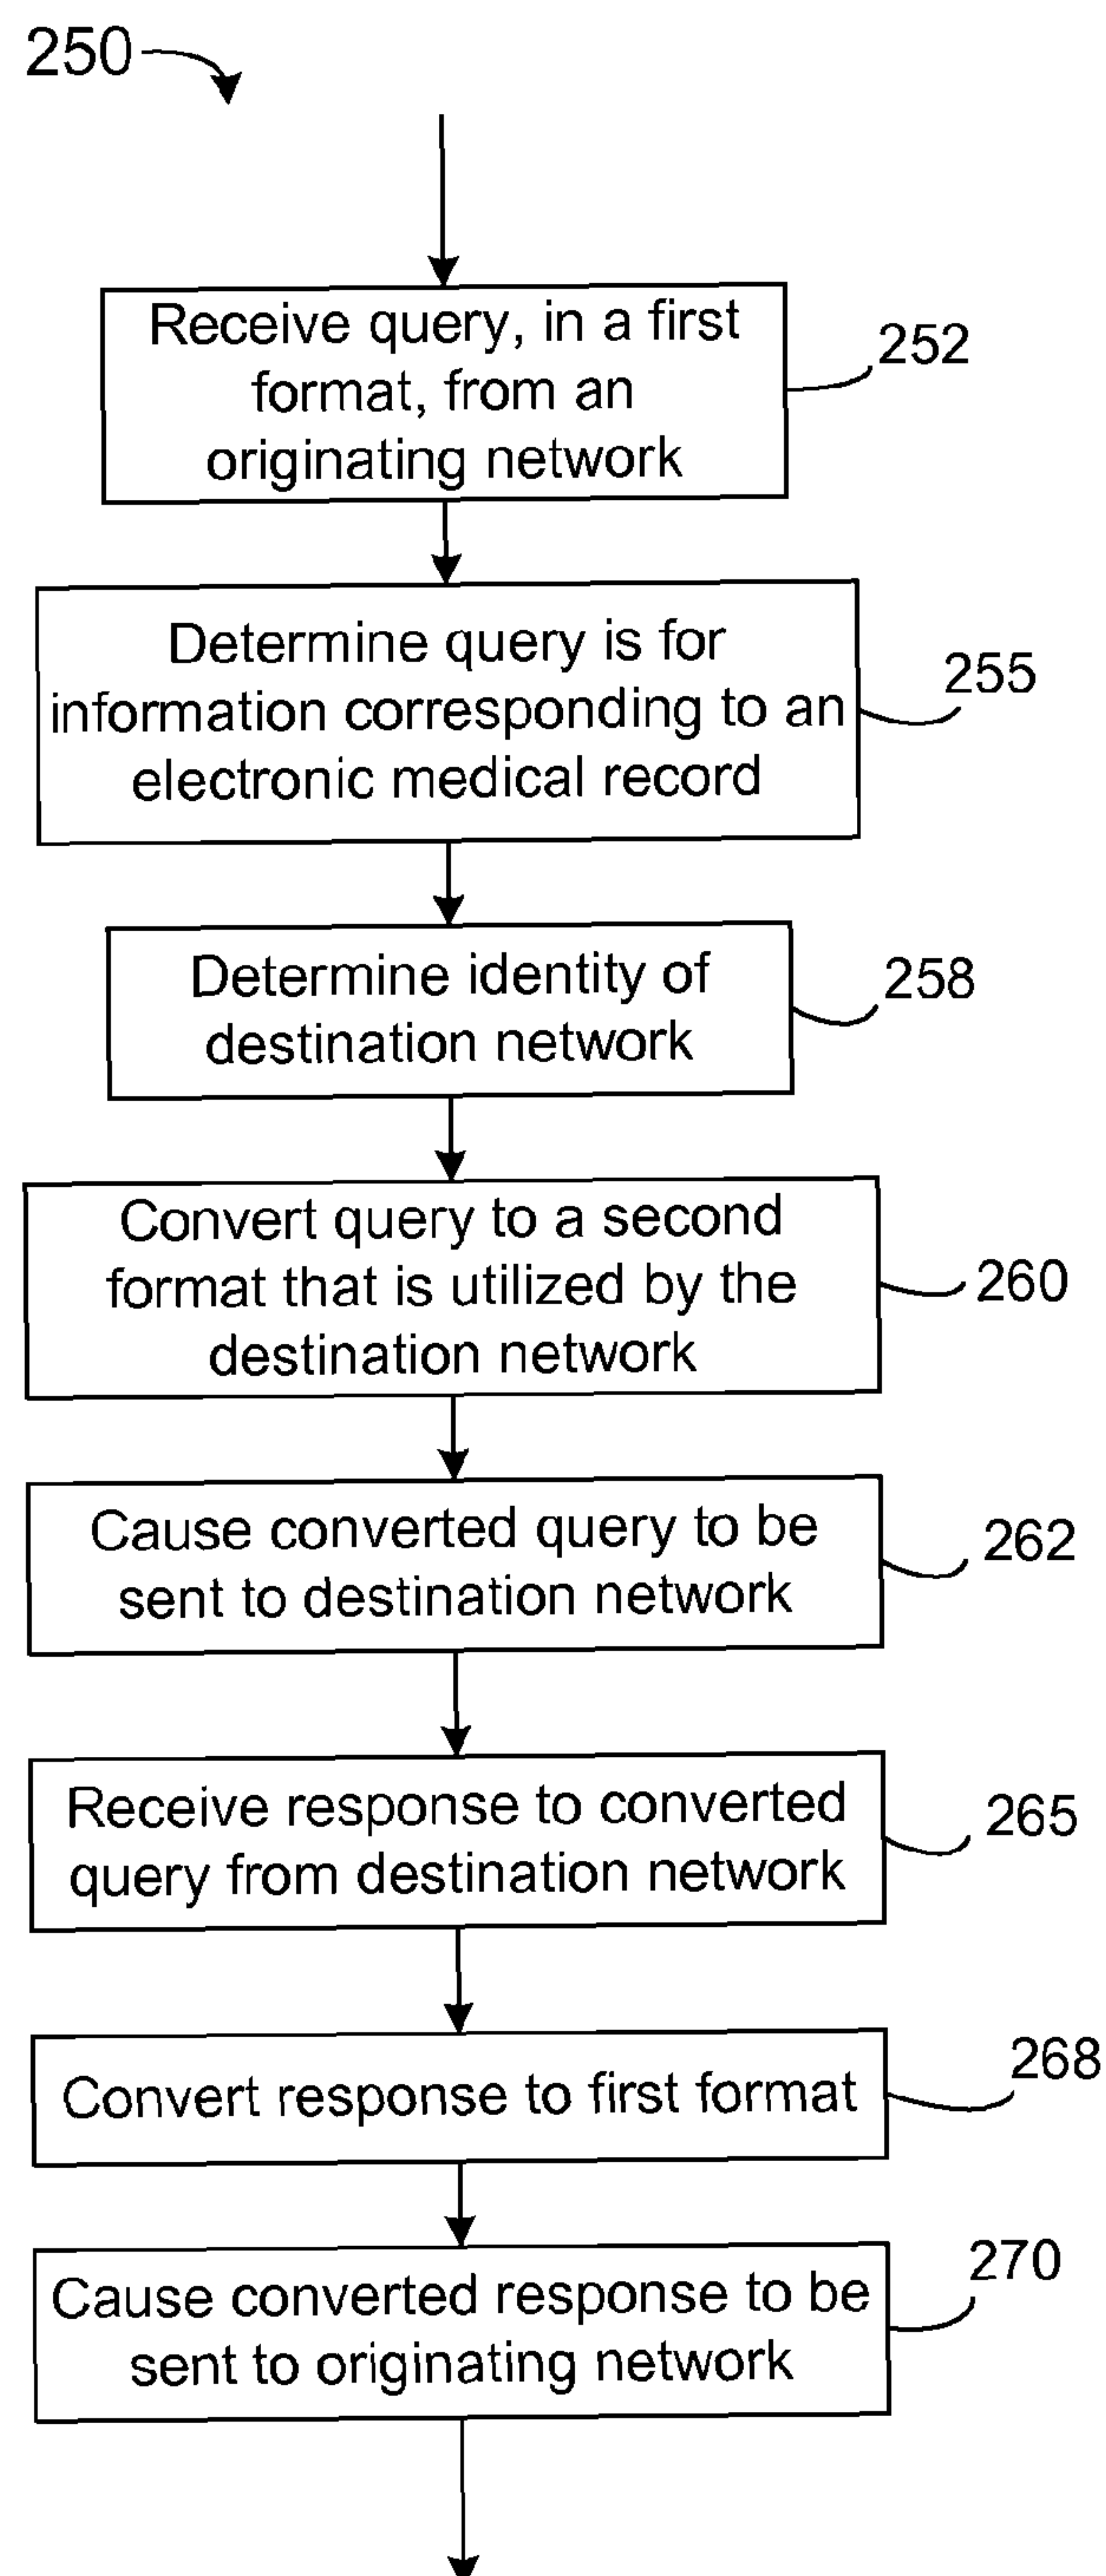 250
Receive query, in a first
format, from an
originating network
252
Determine query is for
information corresponding to an
electronic medical record
255
Determine identity of
destination network
258
Convert query to a second
format that is utilized by the
destination network
260
Cause converted query to be
sent to destination network
262
Receive response to converted
query from destination network
265
Convert response to first format
268
Cause converted response to be
sent to originating network
270